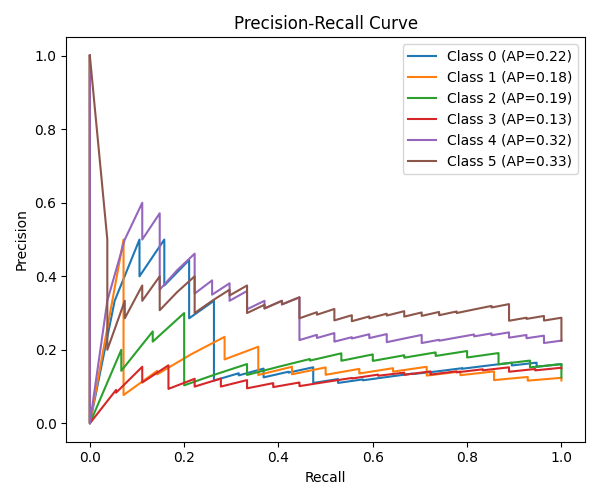 Precision-Recall Curve
Class 0 (AP=0.22)
Class 1 (AP=0.18)
Class 2 (AP=0.19)
Class 3 (AP=0.13)
Class 4 (AP=0.32)
Class 5 (AP=0.33)
Precision
1.0
0.8
0.6
0.4
0.2
0.0
0.0 0.2 0.4 0.6 0.8 1.0
Recall